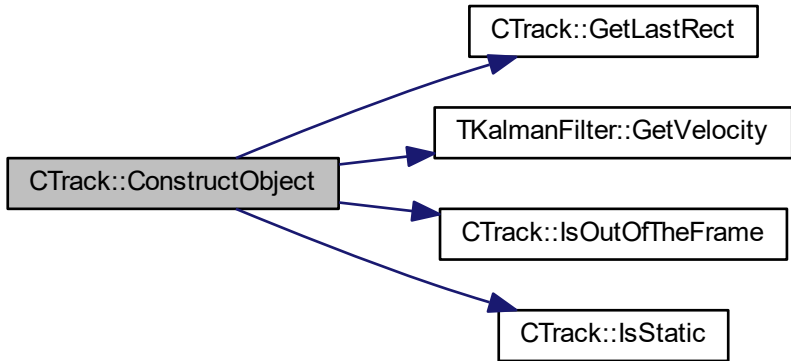 CTrack::GetLastRect
TKalmanFilter::GetVelocity
CTrack::ConstructObject
CTrack::IsOutOfTheFrame
CTrack::IsStatic